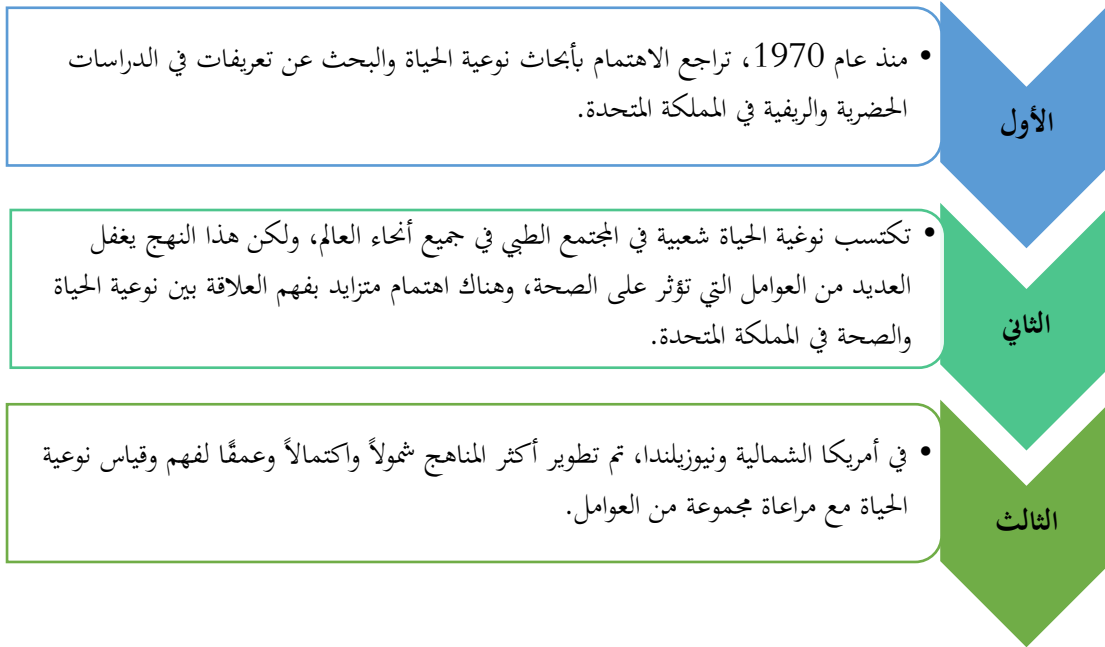 الأول
• منذ عام 1970، تراجع الاهتمام بأبحاث نوعية الحياة والبحث عن تعريفات في الدراسات
الحضرية والريفية في المملكة المتحدة.
الثاني
• تكتسب نوغية الحياة شعبية في المجتمع الطبي في جميع أنحاء العالم، ولكن هذا النهج يغفل
العديد من العوامل التي تؤثر على الصحة، وهناك اهتمام متزايد بفهم العلاقة بين نوعية الحياة
والصحة في المملكة المتحدة.
الثالث
• في أمريكا الشمالية ونيوزيلندا، تم تطوير أكثر المناهج شمولاً واكتمالاً وعمقًا لفهم وقياس نوعية
الحياة مع مراعاة مجموعة من العوامل.